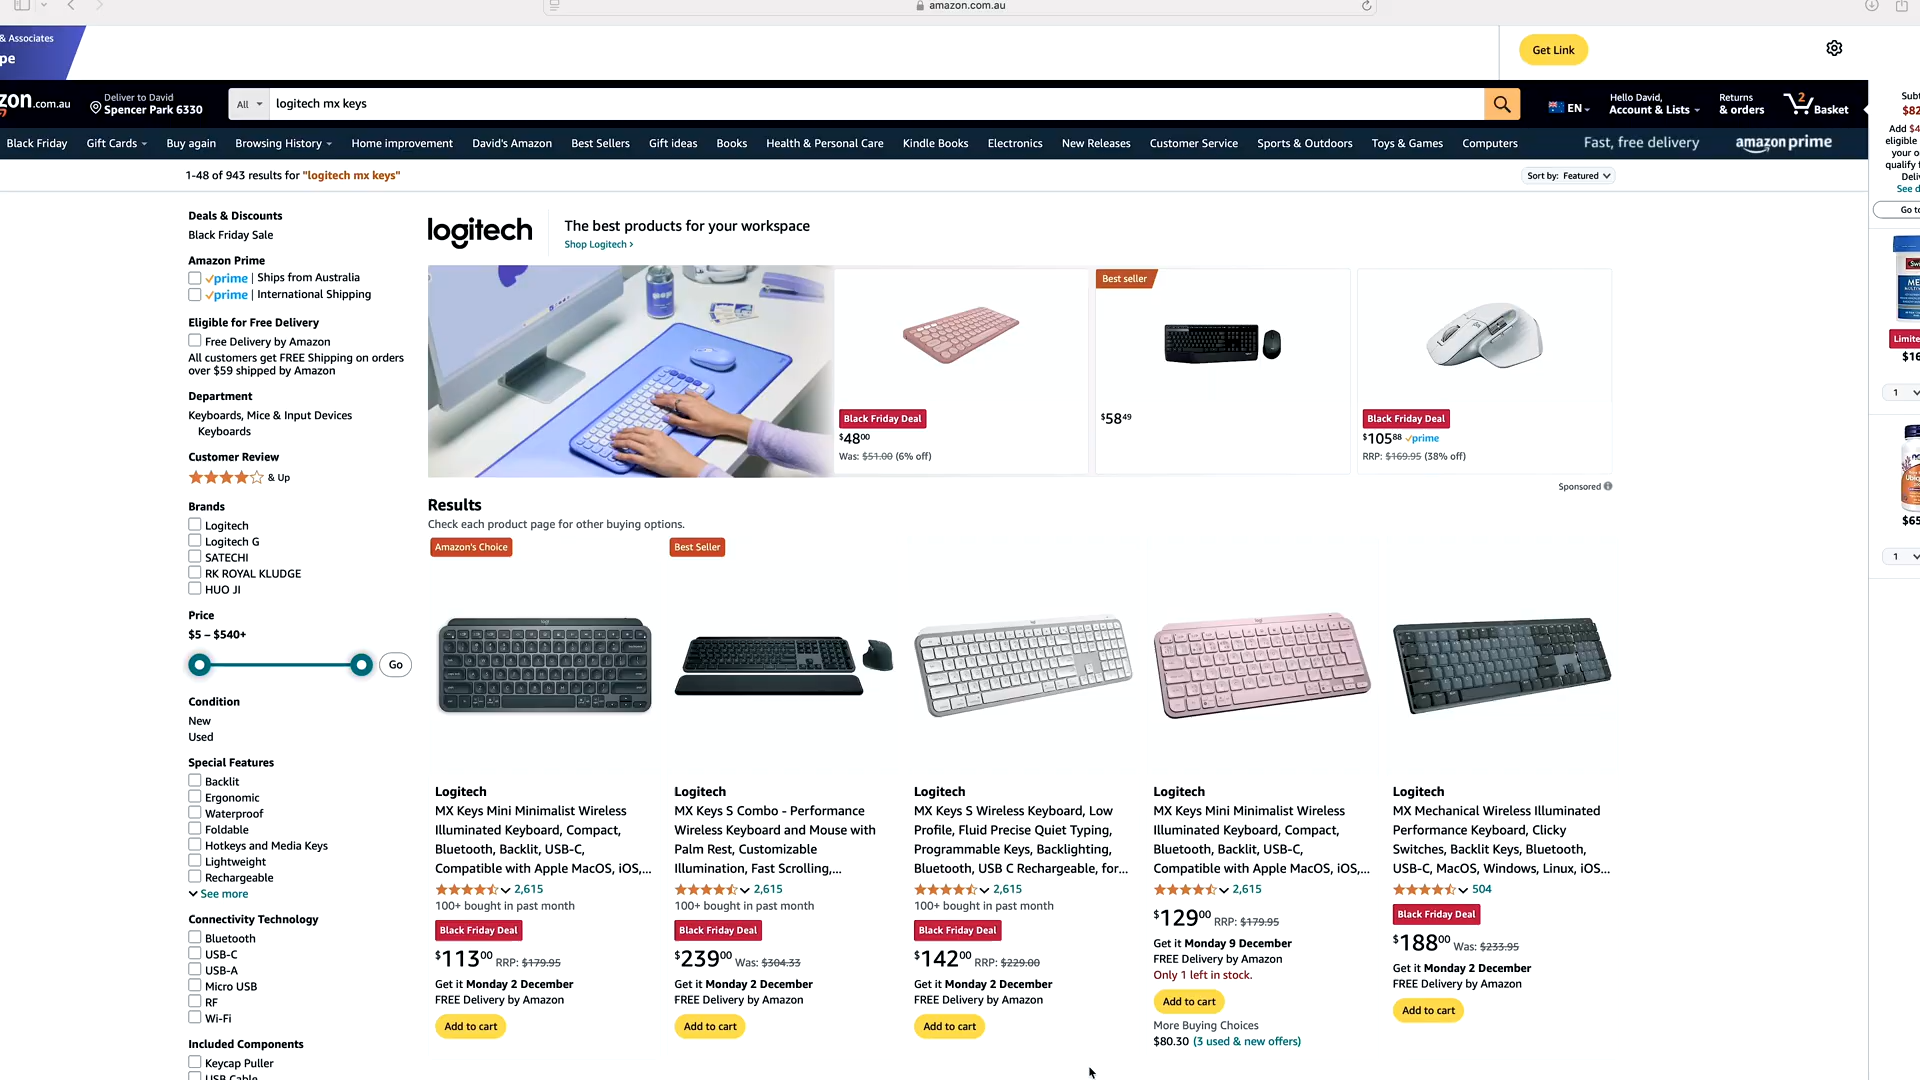 amazon.com.au
& Associates
pe
Get Link
zon.com.au
Deliver to David
Spencer Park 6330
All
logitech mx keys
EN
Hello David,
Account & Lists
Returns
& orders
2
Basket
Black Friday
Gift Cards
Buy again
Browsing History
Home improvement
David's Amazon
Best Sellers
Gift ideas
Books
Health & Personal Care
Kindle Books
Electronics
New Releases
Customer Service
Sports & Outdoors
Toys & Games
Computers
Fast, free delivery
amazon prime
1-48 of 943 results for "logitech mx keys"
Sort by: Featured
Deals & Discounts
Black Friday Sale
Amazon Prime
prime | Ships from Australia
prime | International Shipping
Eligible for Free Delivery
Free Delivery by Amazon
All customers get FREE Shipping on orders
over $59 shipped by Amazon
Department
Keyboards, Mice & Input Devices
Keyboards
Customer Review
& Up
Brands
Logitech
Logitech G
SATECHI
RK ROYAL KLUDGE
HUO JI
Price
$5 – $540+
Go
Condition
New
Used
Special Features
Backlit
Ergonomic
Waterproof
Foldable
Hotkeys and Media Keys
Lightweight
Rechargeable
See more
Connectivity Technology
Bluetooth
USB-C
USB-A
Micro USB
RF
Wi-Fi
Included Components
Keycap Puller
USB Cable
logitech
The best products for your workspace
Shop Logitech ›
Black Friday Deal
$4800
Was: $51.00 (6% off)
Best seller
$5849
Black Friday Deal
$10588 prime
RRP: $169.95 (38% off)
Sponsored
Results
Check each product page for other buying options.
Amazon's Choice
Logitech
MX Keys Mini Minimalist Wireless
Illuminated Keyboard, Compact,
Bluetooth, Backlit, USB-C,
Compatible with Apple MacOS, iOS,...
2,615
100+ bought in past month
Black Friday Deal
$11300 RRP: $179.95
Get it Monday 2 December
FREE Delivery by Amazon
Add to cart
Best Seller
Logitech
MX Keys S Combo - Performance
Wireless Keyboard and Mouse with
Palm Rest, Customizable
Illumination, Fast Scrolling,...
2,615
100+ bought in past month
Black Friday Deal
$23900 Was: $304.33
Get it Monday 2 December
FREE Delivery by Amazon
Add to cart
Logitech
MX Keys S Wireless Keyboard, Low
Profile, Fluid Precise Quiet Typing,
Programmable Keys, Backlighting,
Bluetooth, USB C Rechargeable, for...
2,615
100+ bought in past month
Black Friday Deal
$14200 RRP: $229.00
Get it Monday 2 December
FREE Delivery by Amazon
Add to cart
Logitech
MX Keys Mini Minimalist Wireless
Illuminated Keyboard, Compact,
Bluetooth, Backlit, USB-C,
Compatible with Apple MacOS, iOS,...
2,615
$12900 RRP: $179.95
Get it Monday 9 December
FREE Delivery by Amazon
Only 1 left in stock.
Add to cart
More Buying Choices
$80.30 (3 used & new offers)
Logitech
MX Mechanical Wireless Illuminated
Performance Keyboard, Clicky
Switches, Backlit Keys, Bluetooth,
USB-C, MacOS, Windows, Linux, iOS...
504
Black Friday Deal
$18800 Was: $233.95
Get it Monday 2 December
FREE Delivery by Amazon
Add to cart
Subt
$82
Add $4
eligible
your o
qualify f
Deliv
See d
Go to
Limite
$16
1
$65
1